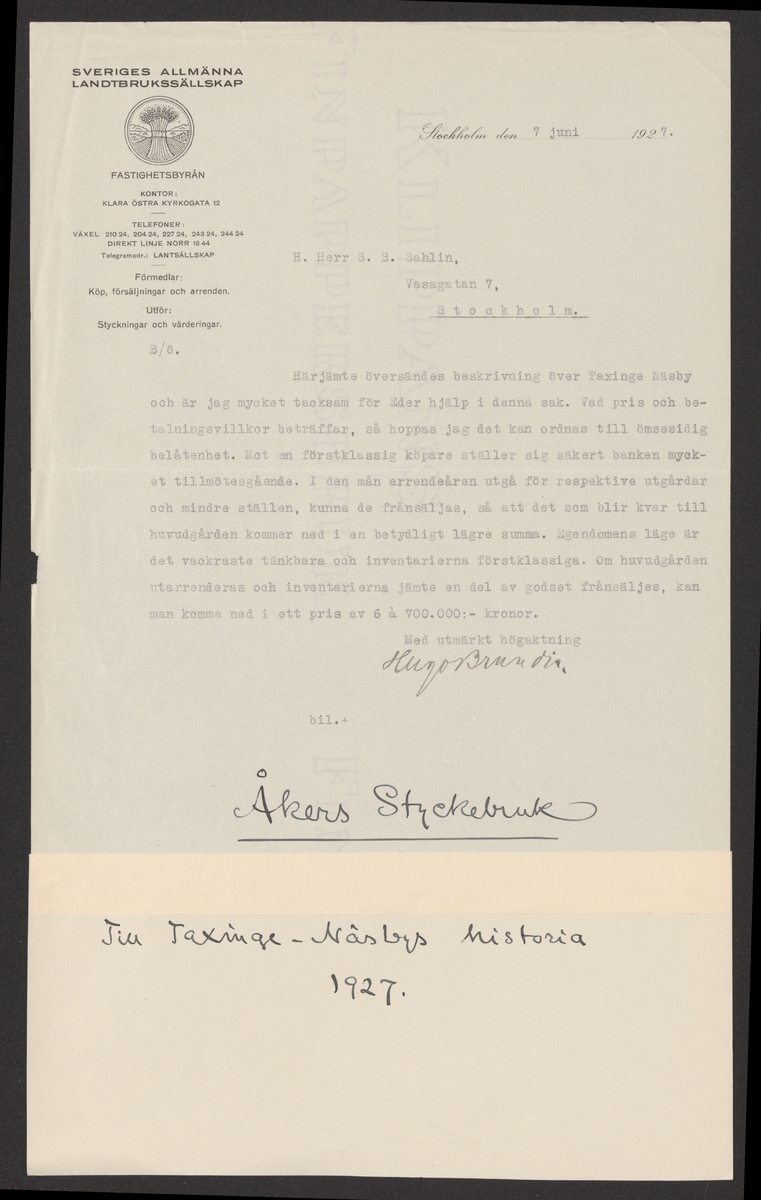 SVERIGES ALLMÄNNA
LANDTBRUKSSÄLLSKAP
FASTIGHETSBYRÅN
KONTOR:
KLARA ÖSTRA KYRKOGATA 12
TELEFONER:
VÄXEL 210 24, 204 24, 227 24, 243 24, 244 24
DIREKT LINJE NORR 18 44
Telegramadr.: LANTSÄLLSKAP
Förmedlar:
Köp, försäljningar och arrenden.
Utför:
Styckningar och värderingar.
Stockholm den 7 juni 1927.
H. Herr S. B. Sahlin,
Vasagatan 7,
Stockholm.
B/ö.
Härjämte översändes beskrivning över Taxinge Näsby
och är jag mycket tacksam för Eder hjälp i denna sak. Vad pris och be-
talningsvillkor beträffar, så hoppas jag det kan ordnas till ömsesidig
belåtenhet. Mot en förstklassig köpare ställer sig säkert banken myck-
et tillmötesgående. I den mån arrendeåren utgå för respektive utgårdar
och mindre ställen, kunna de frånsäljas, så att det som blir kvar till
huvudgården kommer ned i en betydligt lägre summa. Egendomens läge är
det vackraste tänkbara och inventarierna förstklassiga. Om huvudgården
utarrenderas och inventarierna jämte en del av godset frånsäljes, kan
man komma ned i ett pris av 6 à 700.000:- kronor.
Med utmärkt högaktning
Hugo Brundin.
bil.+
Åkers Styckebruk
Till Taxinge-Näsbys historia
1927.